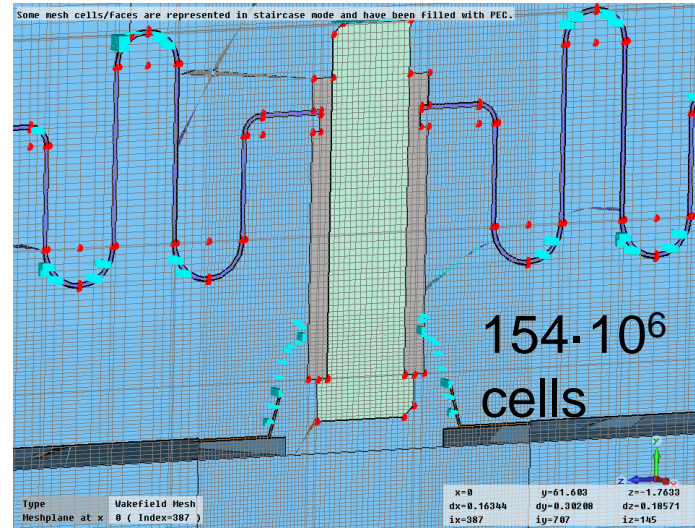 Some mesh cells/faces are represented in staircase mode and have been filled with PEC.
154·10⁶
cells
y
z
x
Type Wakefield Mesh
Meshplane at x 0 ( Index=387 )
x=0 y=61.603 z=-1.7633
dx=0.16344 dy=0.30208 dz=0.18571
ix=387 iy=707 iz=145